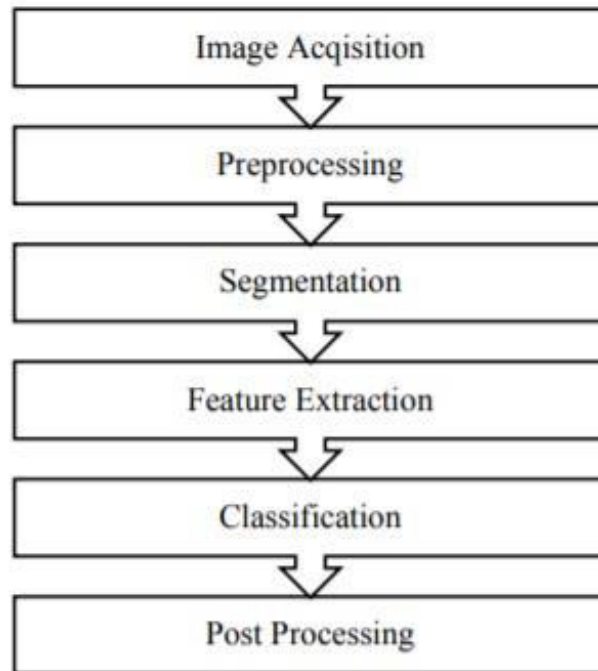 Image Acqisition
Preprocessing
Segmentation
Feature Extraction
Classification
Post Processing